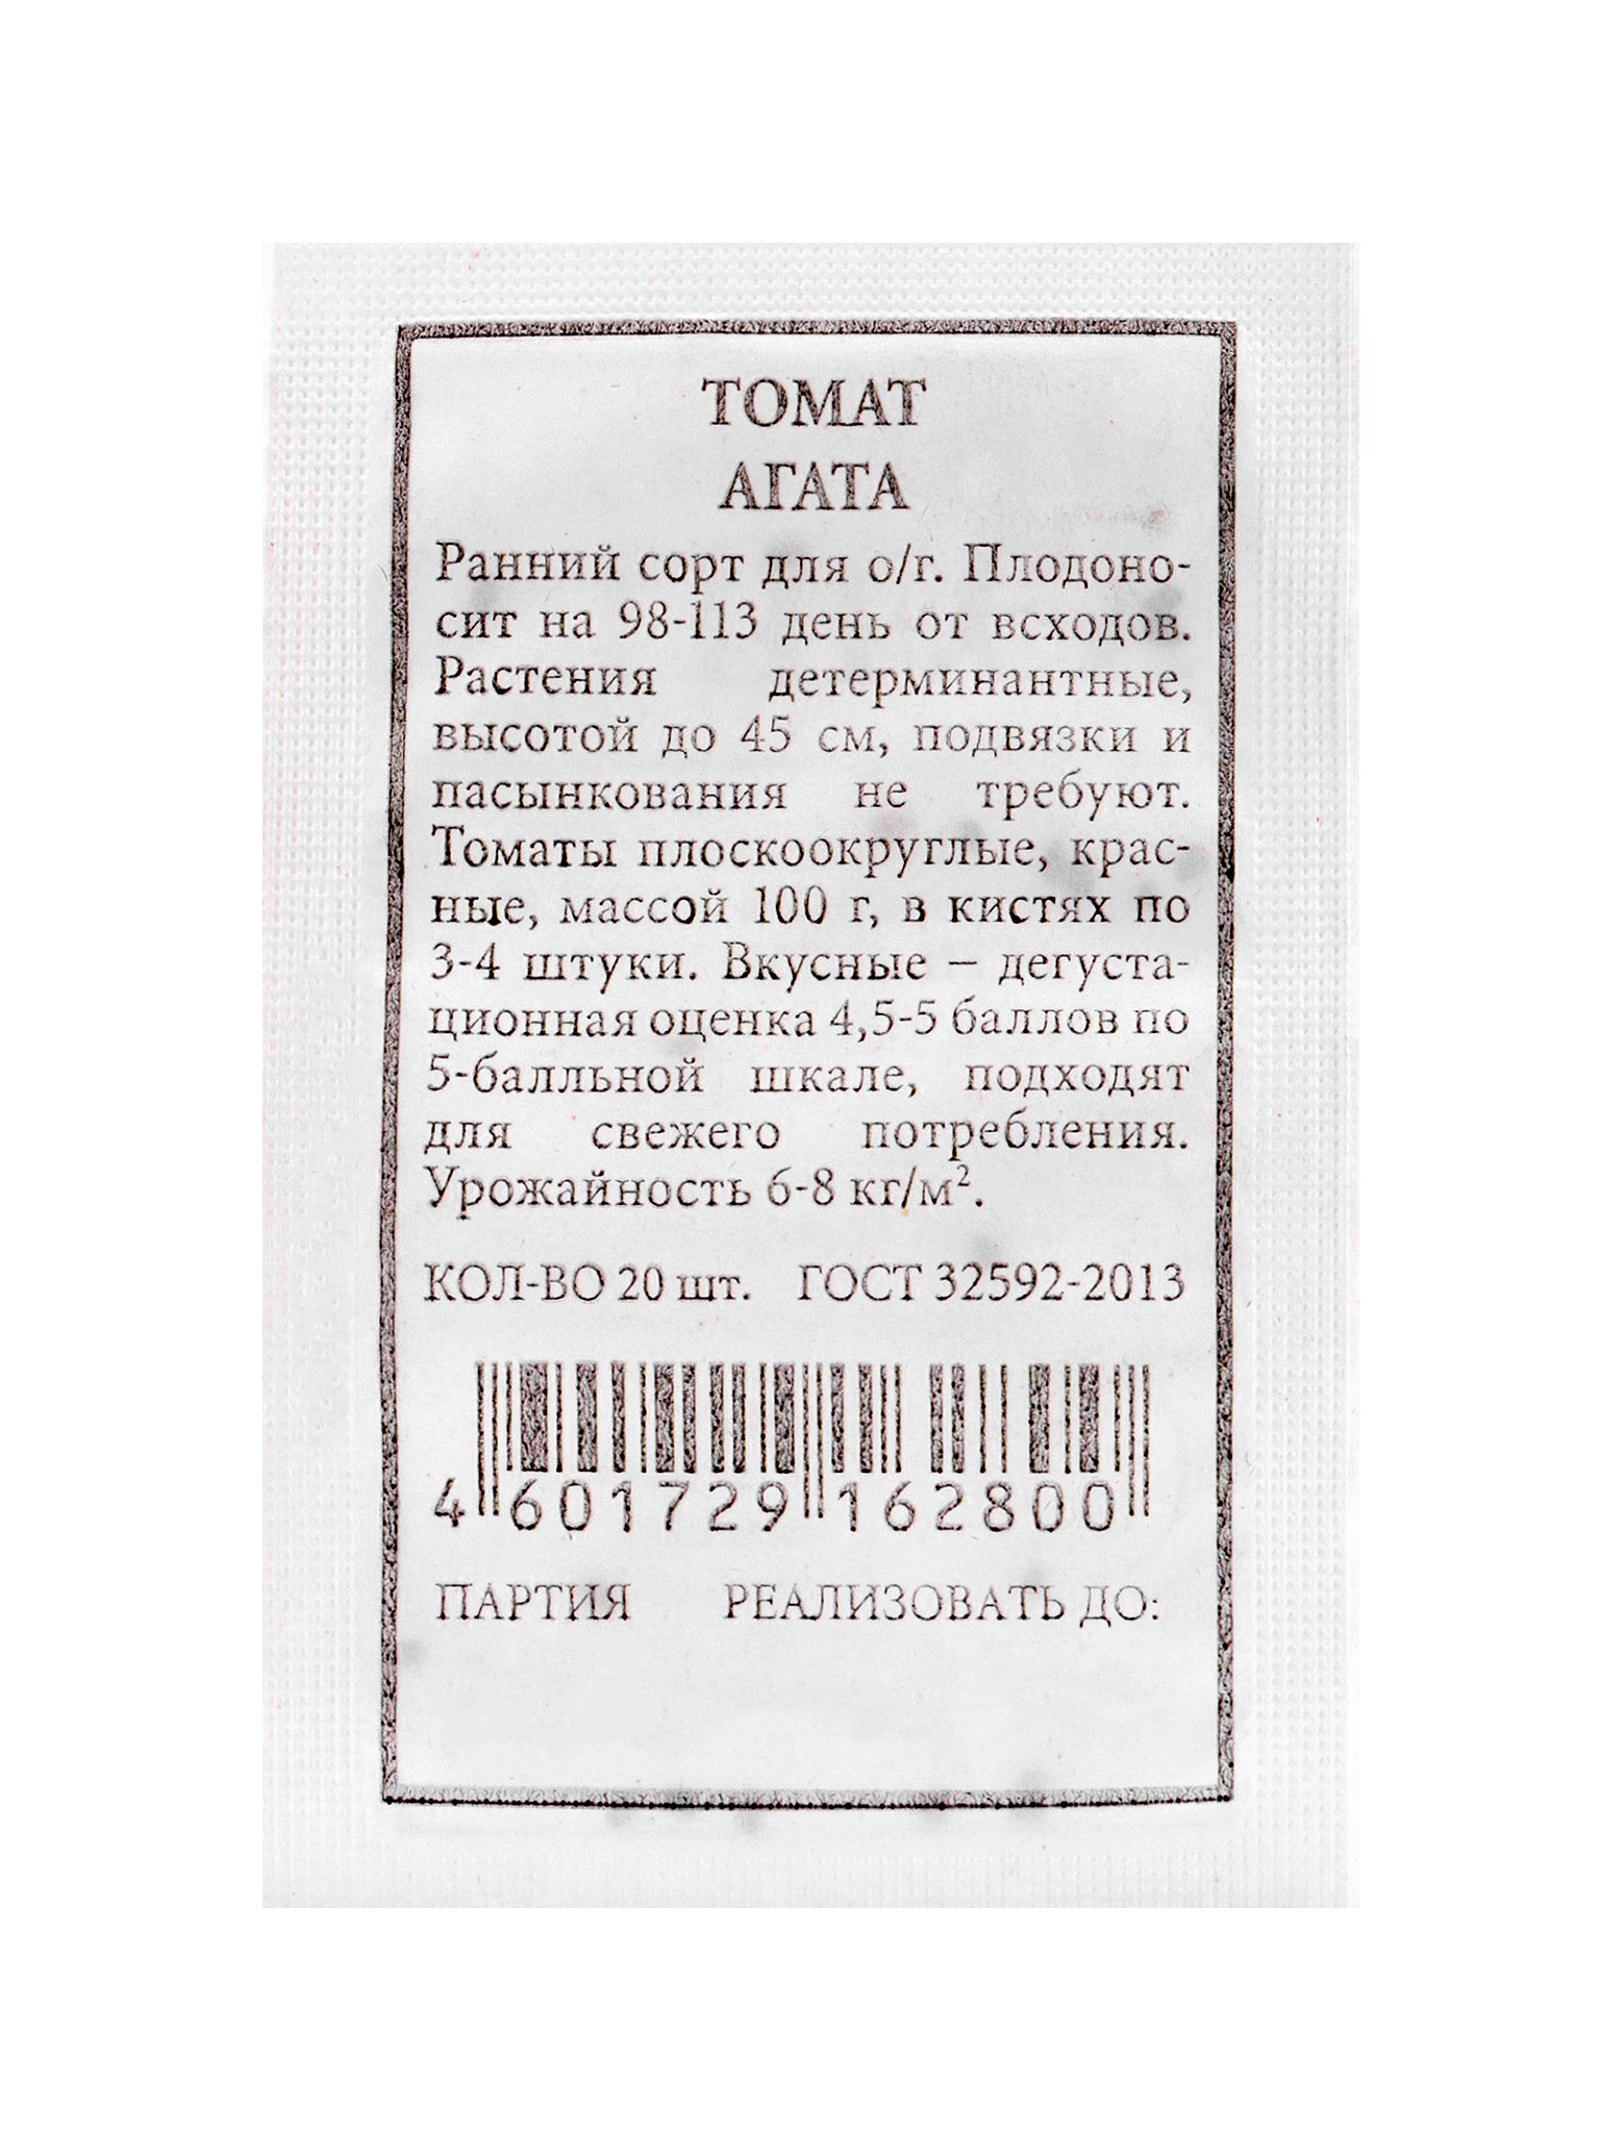 ТОМАТ
АГАТА
Ранний сорт для о/г. Плодоно-
сит на 98-113 день от всходов.
Растения детерминантные,
высотой до 45 см, подвязки и
пасынкования не требуют.
Томаты плоскоокруглые, крас-
ные, массой 100 г, в кистях по
3-4 штуки. Вкусные – дегуста-
ционная оценка 4,5-5 баллов по
5-балльной шкале, подходят
для свежего потребления.
Урожайность 6-8 кг/м².
КОЛ-ВО 20 шт. ГОСТ 32592-2013
4 601729 162800
ПАРТИЯ РЕАЛИЗОВАТЬ ДО: